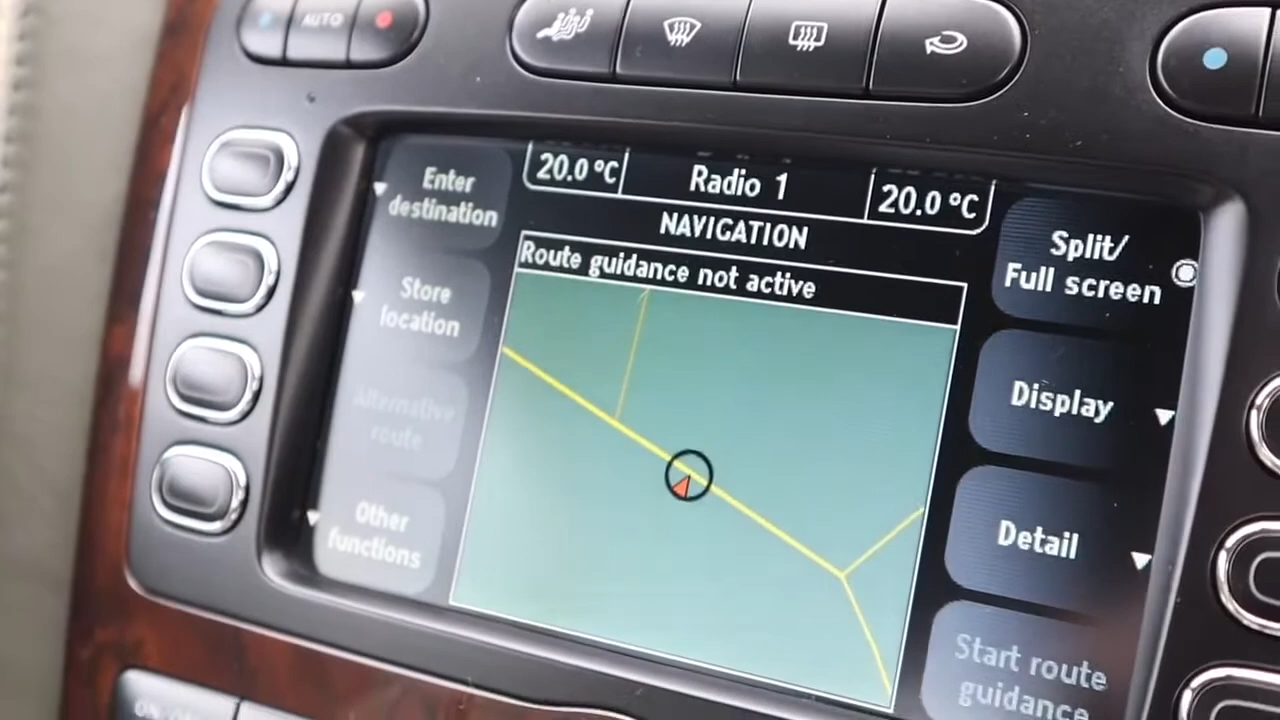 AUTO
20.0 °C
Radio 1
20.0 °C
NAVIGATION
Route guidance not active
Enter
destination
Store
location
Alternative
route
Other
functions
Split/
Full screen
Display
Detail
Start route
guidance